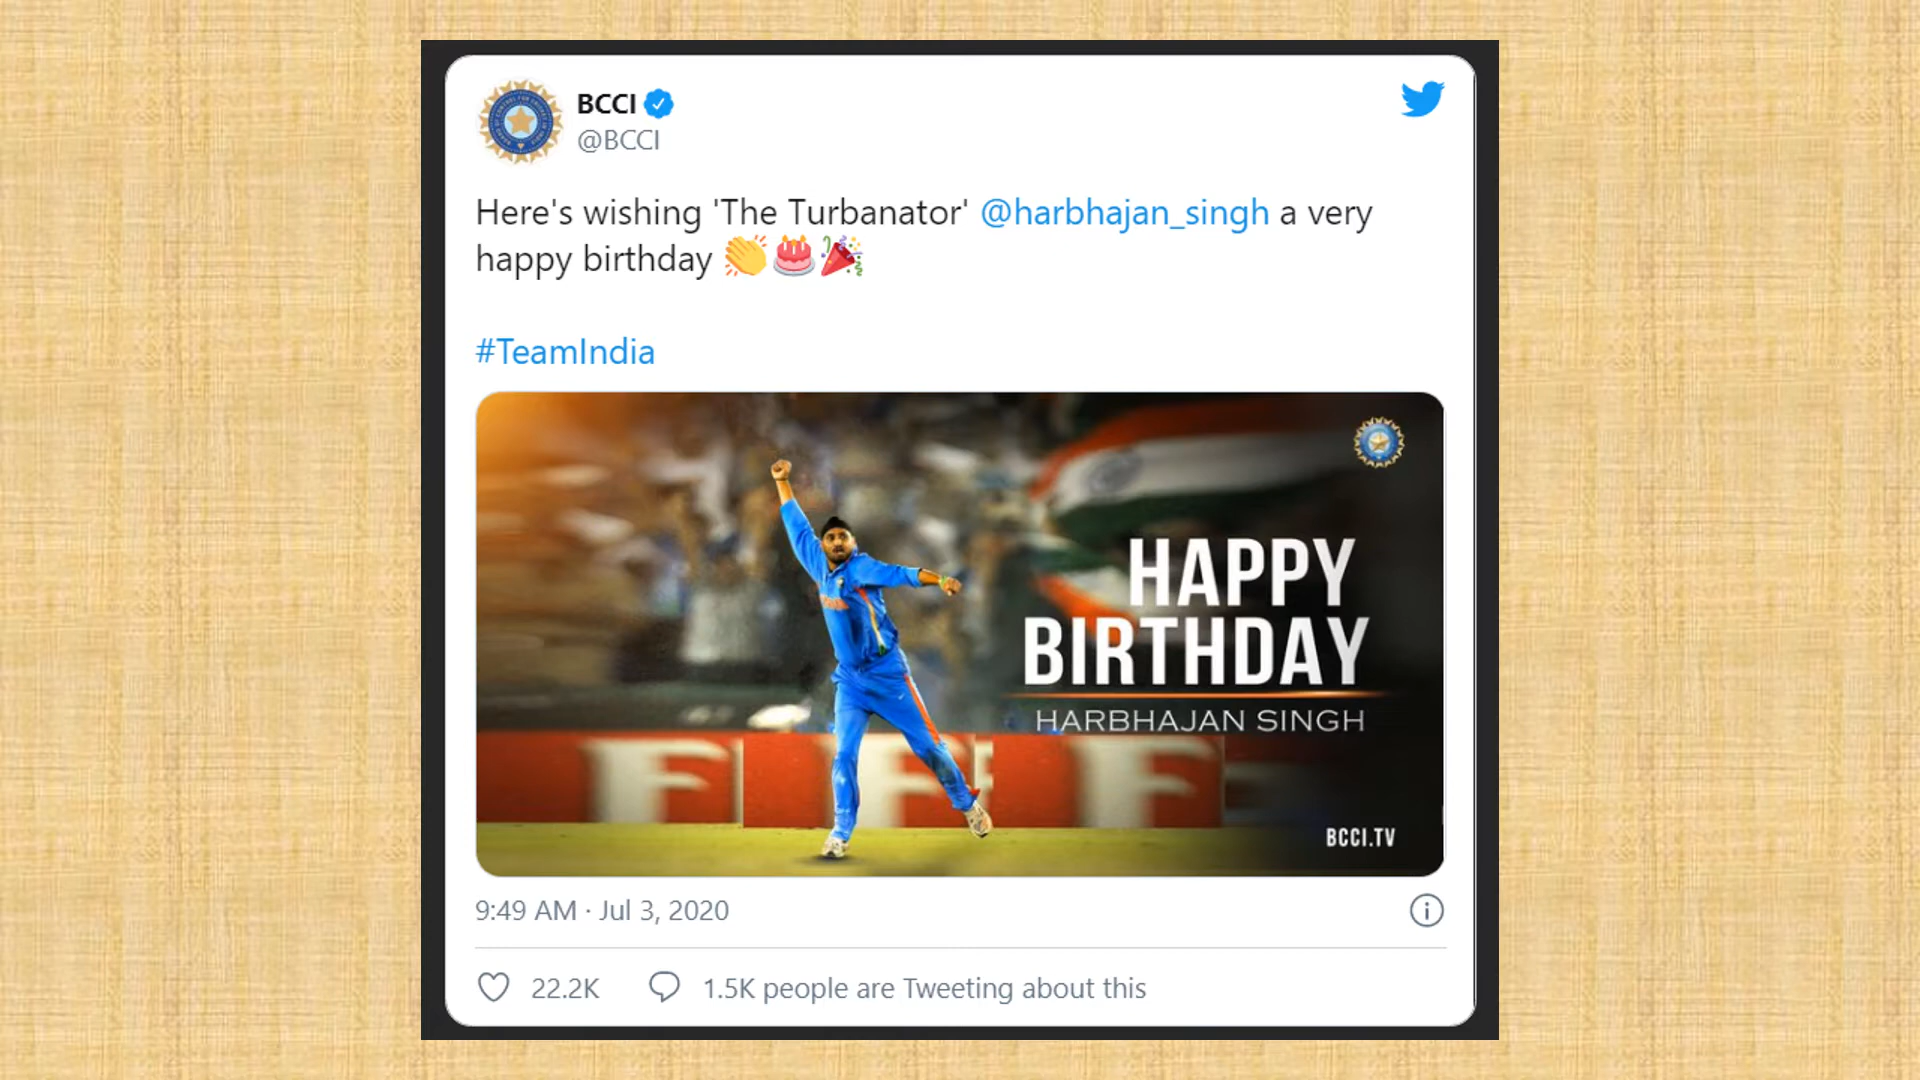 BCCI
@BCCI
Here's wishing 'The Turbanator' @harbhajan_singh a very
happy birthday 👏🎂🎉
#TeamIndia
HAPPY
BIRTHDAY
HARBHAJAN SINGH
BCCI.TV
9:49 AM · Jul 3, 2020
22.2K 1.5K people are Tweeting about this